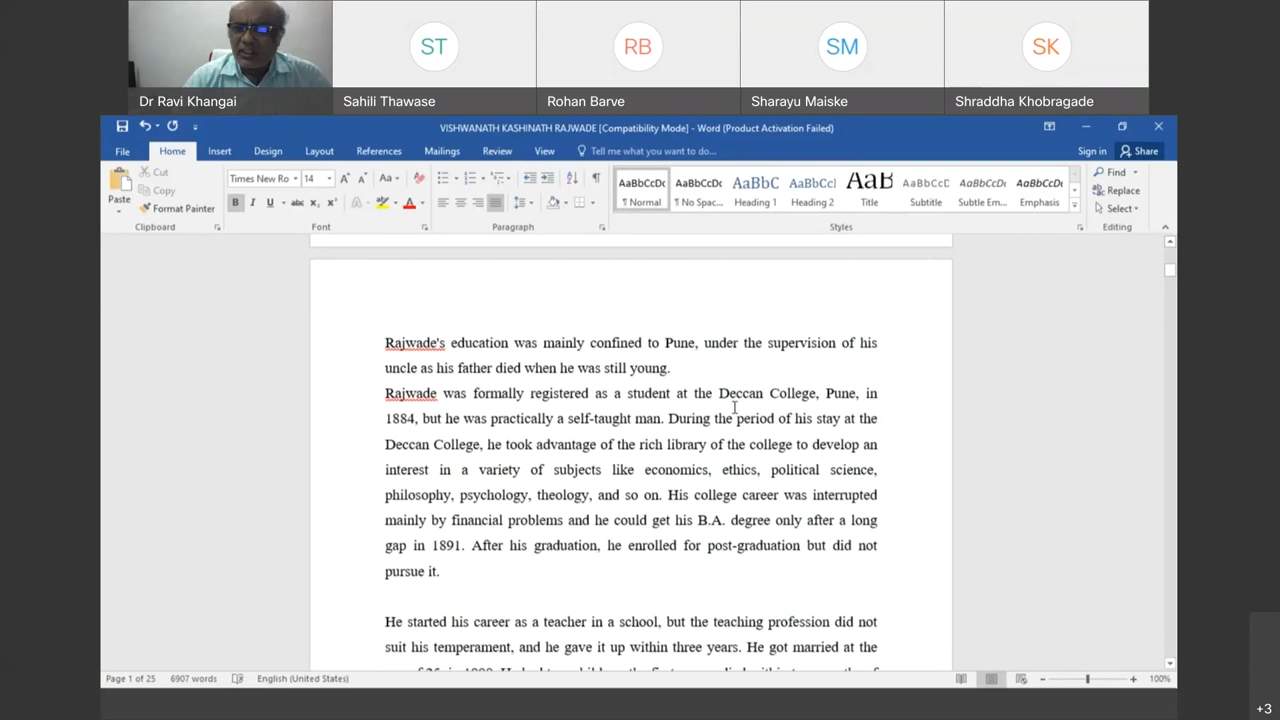 ST
RB
SM
SK
Dr Ravi Khangai
Sahili Thawase
Rohan Barve
Sharayu Maiske
Shraddha Khobragade
VISHWANATH KASHINATH RAJWADE [Compatibility Mode] - Word (Product Activation Failed)
File Home Insert Design Layout References Mailings Review View Tell me what you want to do... Sign in Share
Paste
Cut
Copy
Format Painter
Times New Ro 14
AaBbCcDc AaBbCcDc AaBbC AaBbCcl AaB AaBbCcD AaBbCcDc AaBbCcDc
¶ Normal ¶ No Spac... Heading 1 Heading 2 Title Subtitle Subtle Em... Emphasis
Find
Replace
Select
Clipboard Font Paragraph Styles Editing
Rajwade's education was mainly confined to Pune, under the supervision of his
uncle as his father died when he was still young.
Rajwade was formally registered as a student at the Deccan College, Pune, in
1884, but he was practically a self-taught man. During the period of his stay at the
Deccan College, he took advantage of the rich library of the college to develop an
interest in a variety of subjects like economics, ethics, political science,
philosophy, psychology, theology, and so on. His college career was interrupted
mainly by financial problems and he could get his B.A. degree only after a long
gap in 1891. After his graduation, he enrolled for post-graduation but did not
pursue it.
He started his career as a teacher in a school, but the teaching profession did not
suit his temperament, and he gave it up within three years. He got married at the
Page 1 of 25 6907 words English (United States) 100%
+3